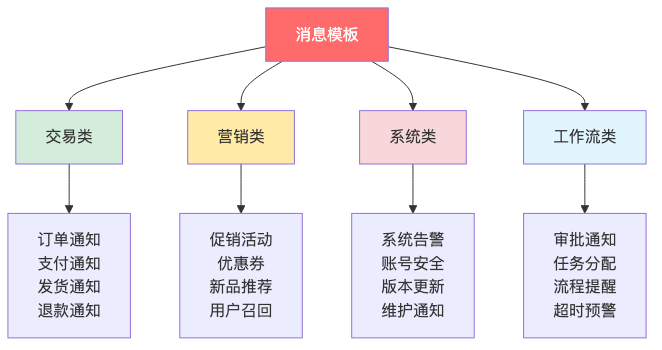 消息模板
交易类
营销类
系统类
工作流类
订单通知
支付通知
发货通知
退款通知
促销活动
优惠券
新品推荐
用户召回
系统告警
账号安全
版本更新
维护通知
审批通知
任务分配
流程提醒
超时预警